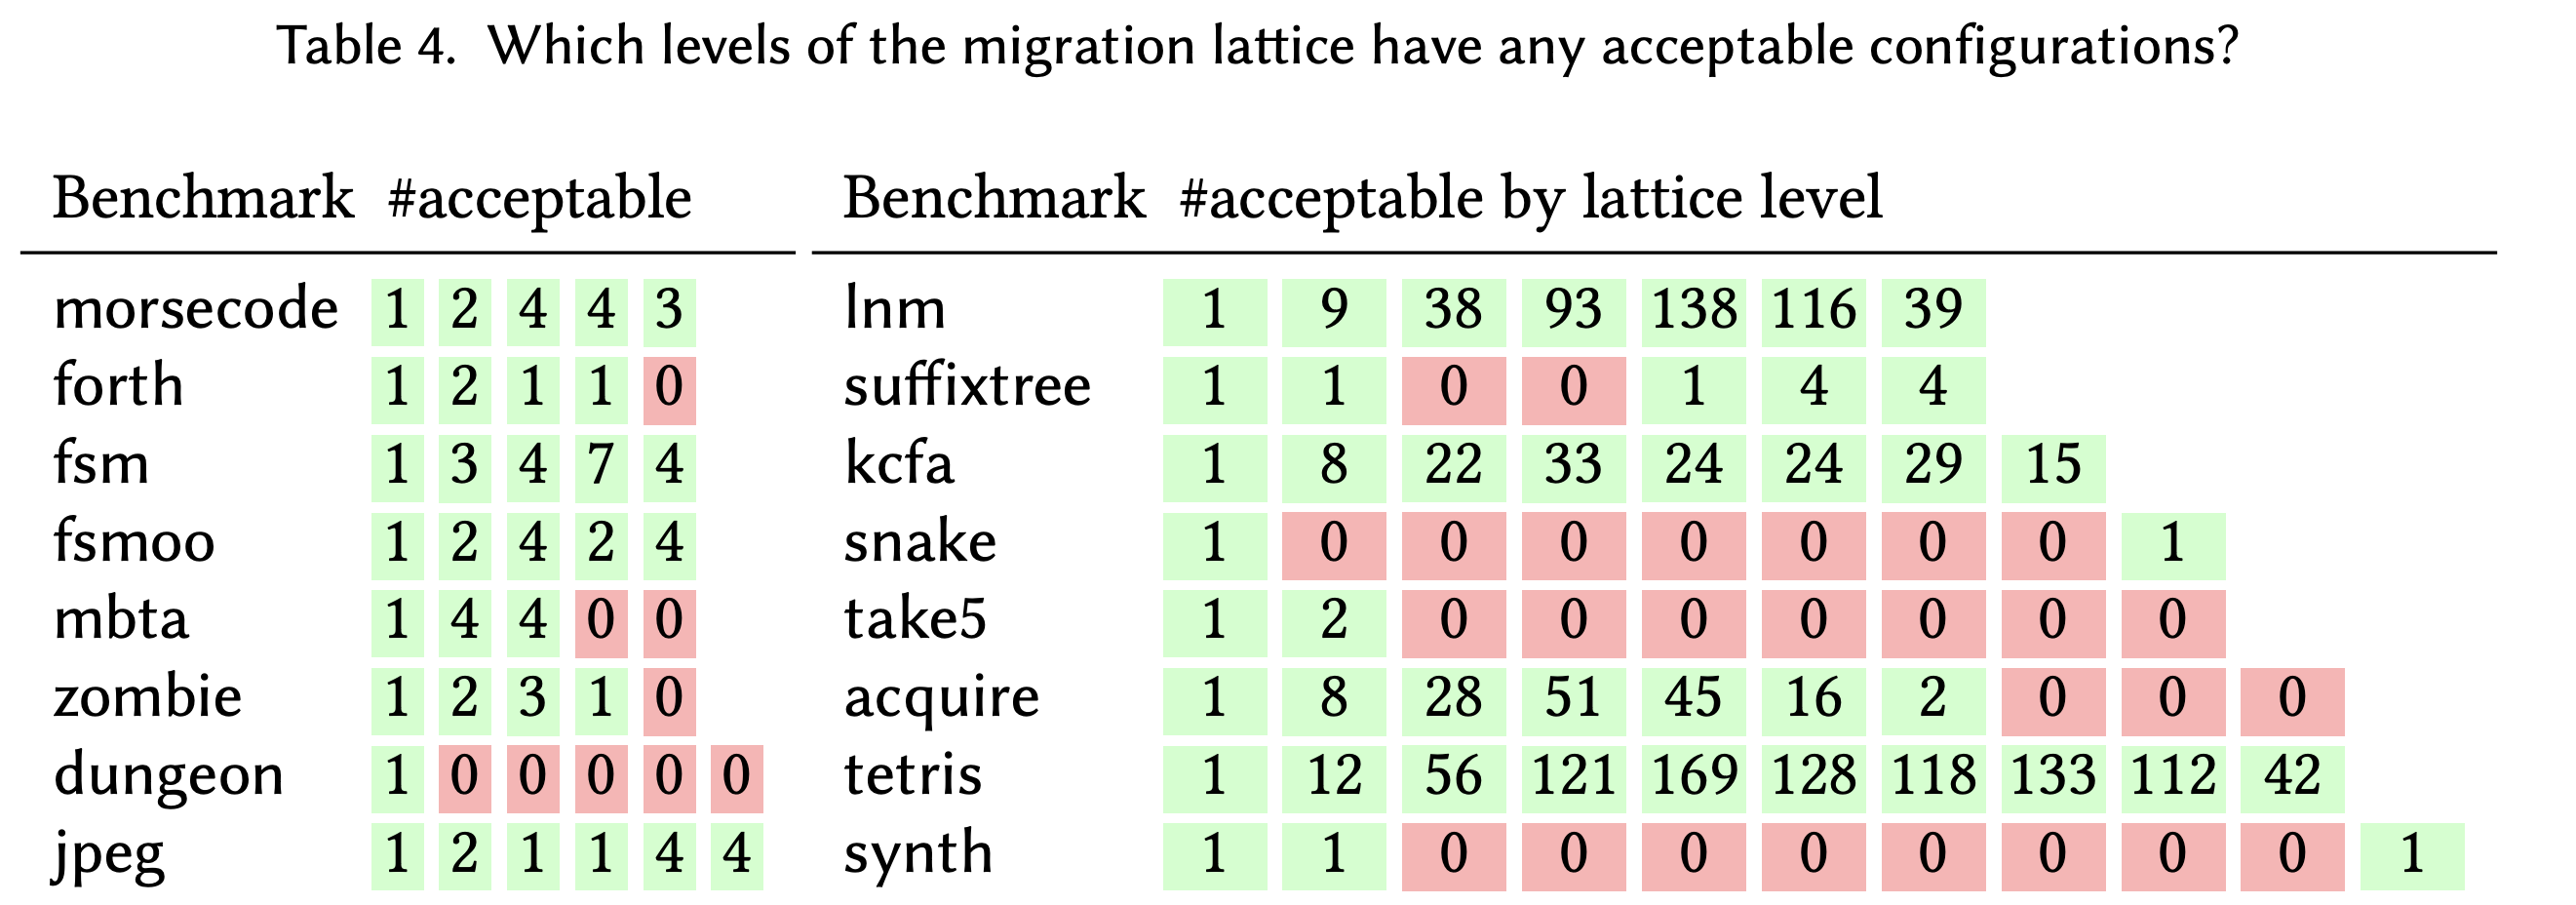 Table 4. Which levels of the migration lattice have any acceptable configurations?
Benchmark #acceptable
morsecode 1 2 4 4 3
forth 1 2 1 1 0
fsm 1 3 4 7 4
fsmoo 1 2 4 2 4
mbta 1 4 4 0 0
zombie 1 2 3 1 0
dungeon 1 0 0 0 0 0
jpeg 1 2 1 1 4 4
Benchmark #acceptable by lattice level
lnm 1 9 38 93 138 116 39
suffixtree 1 1 0 0 1 4 4
kcfa 1 8 22 33 24 24 29 15
snake 1 0 0 0 0 0 0 0 1
take5 1 2 0 0 0 0 0 0 0
acquire 1 8 28 51 45 16 2 0 0 0
tetris 1 12 56 121 169 128 118 133 112 42
synth 1 1 0 0 0 0 0 0 0 0 1